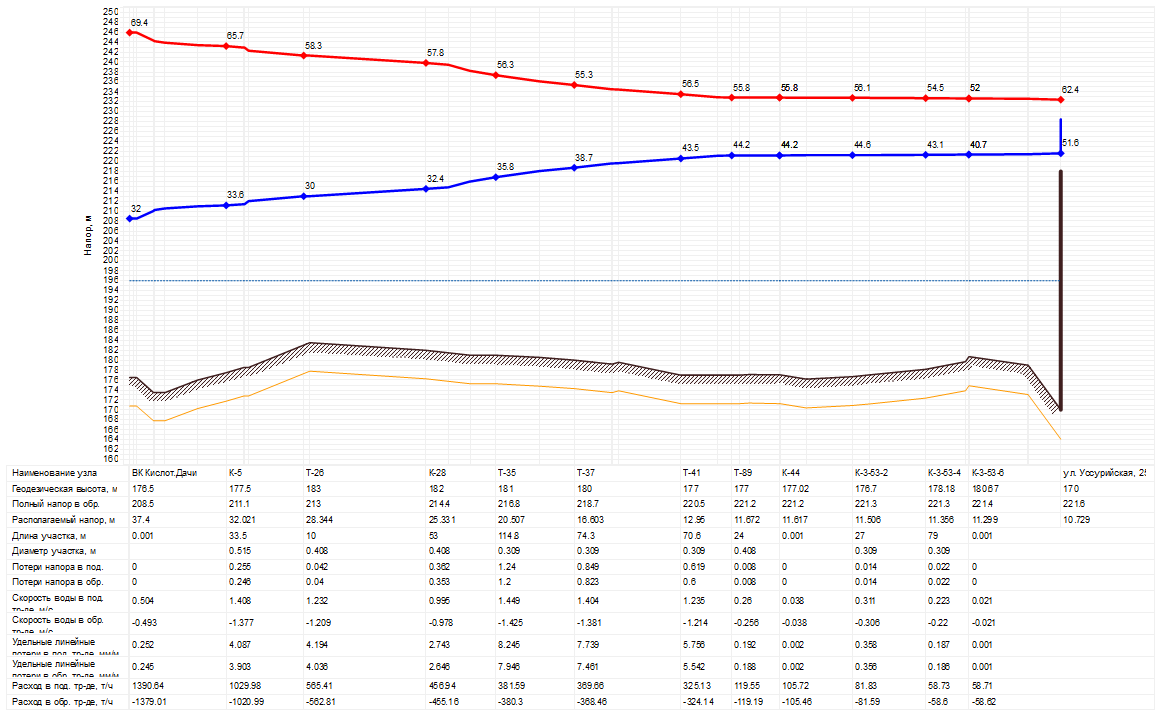 250
248
246
244
242
240
238
236
234
232
230
228
226
224
222
220
218
216
214
212
210
208
206
204
202
200
198
196
194
192
190
188
186
184
182
180
178
176
174
172
170
168
166
164
162
160
Напор, м
69.4 65.7 58.3 57.8 56.3 55.3 56.5 55.8 55.8 56.1 54.5 52 62.4
32 33.6 30 32.4 35.8 38.7 43.5 44.2 44.2 44.6 43.1 40.7 51.6
Наименование узла ВК Кислот.Дачи К-5 Т-26 К-28 Т-35 Т-37 Т-41 Т-89 К-44 К-3-53-2 К-3-53-4 К-3-53-6 ул. Уссурийская, 25
Геодезическая высота, м 176.5 177.5 183 182 181 180 177 177 177.02 176.7 178.18 180.67 170
Полный напор в обр. 208.5 211.1 213 214.4 216.8 218.7 220.5 221.2 221.2 221.3 221.3 221.4 221.6
Располагаемый напор, м 37.4 32.021 28.344 25.331 20.507 16.603 12.95 11.672 11.617 11.506 11.356 11.299 10.729
Длина участка, м 0.001 33.5 10 53 114.8 74.3 70.6 24 0.001 27 79 0.001
Диаметр участка, м 0.515 0.408 0.408 0.309 0.309 0.309 0.408 0.309 0.309
Потери напора в под. 0 0.255 0.042 0.362 1.24 0.849 0.619 0.008 0 0.014 0.022 0
Потери напора в обр. 0 0.246 0.04 0.353 1.2 0.823 0.6 0.008 0 0.014 0.022 0
Скорость воды в под. 0.504 1.408 1.232 0.995 1.449 1.404 1.235 0.26 0.038 0.311 0.223 0.021
тр-де, м/с
Скорость воды в обр. -0.493 -1.377 -1.209 -0.978 -1.425 -1.381 -1.214 -0.256 -0.038 -0.306 -0.22 -0.021
тр-де, м/с
Удельные линейные 0.252 4.087 4.194 2.743 8.245 7.739 5.756 0.192 0.002 0.358 0.187 0.001
потери в под. тр-де, мм/м
Удельные линейные 0.245 3.903 4.036 2.646 7.946 7.461 5.542 0.188 0.002 0.356 0.186 0.001
потери в обр. тр-де, мм/м
Расход в под. тр-де, т/ч 1390.64 1029.98 565.41 456.94 381.59 369.66 325.13 119.55 105.72 81.83 58.73 58.71
Расход в обр. тр-де, т/ч -1379.01 -1020.99 -562.81 -455.16 -380.3 -368.46 -324.14 -119.19 -105.46 -81.59 -58.6 -58.62